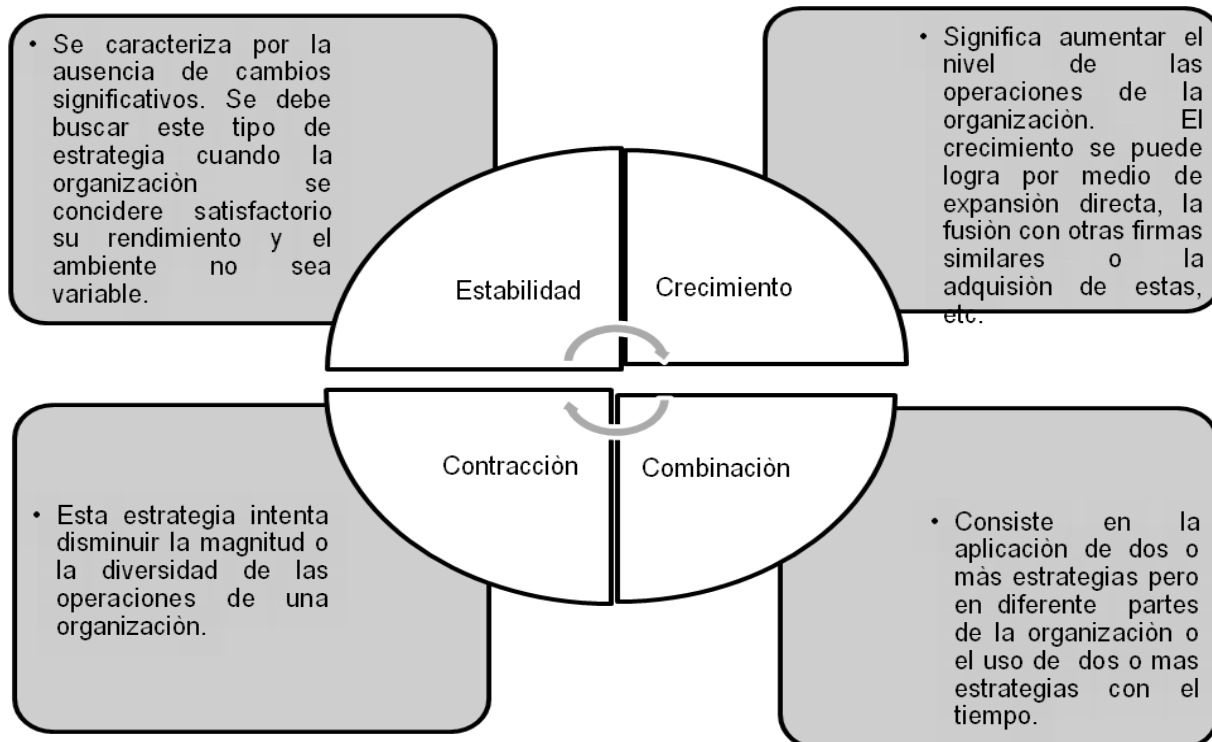 • Se caracteriza por la
ausencia de cambios
significativos. Se debe
buscar este tipo de
estrategia cuando la
organizaciòn se
concidere satisfactorio
su rendimiento y el
ambiente no sea
variable.
• Significa aumentar el
nivel de las
operaciones de la
organizaciòn. El
crecimiento se puede
logra por medio de
expansiòn directa, la
fusiòn con otras firmas
similares o la
adquisiòn de estas,
etc.
Estabilidad
Crecimiento
Contracciòn
Combinaciòn
• Esta estrategia intenta
disminuir la magnitud o
la diversidad de las
operaciones de una
organizaciòn.
• Consiste en la
aplicaciòn de dos o
màs estrategias pero
en diferente partes
de la organizaciòn o
el uso de dos o mas
estrategias con el
tiempo.